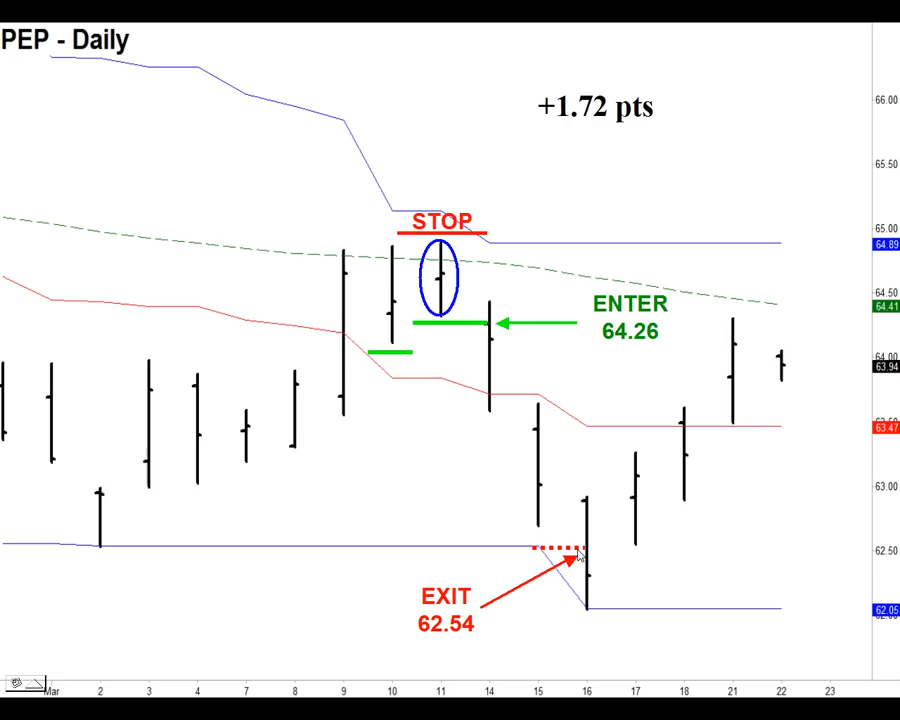 PEP - Daily
+1.72 pts
STOP
ENTER
64.26
EXIT
62.54
66.00
65.50
65.00
64.89
64.50
64.41
64.00
63.94
63.47
63.00
62.50
62.05
Mar 2 3 4 7 8 9 10 11 14 15 16 17 18 21 22 23